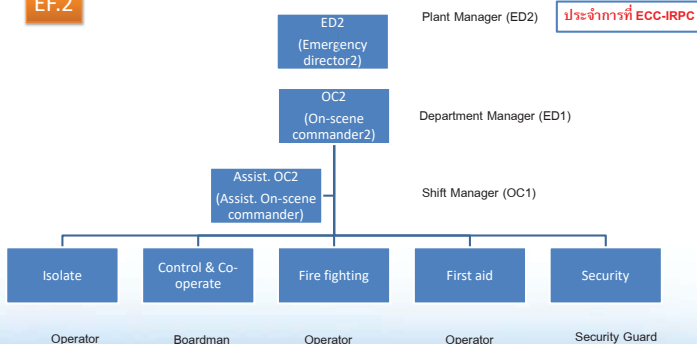 EF.2
ED2
(Emergency
director2)
Plant Manager (ED2)
ประจำการที่ ECC-IRPC
OC2
(On-scene
commander2)
Department Manager (ED1)
Assist. OC2
(Assist. On-scene
commander)
Shift Manager (OC1)
Isolate
Control & Co-
operate
Fire fighting
First aid
Security
Operator
Boardman
Operator
Operator
Security Guard